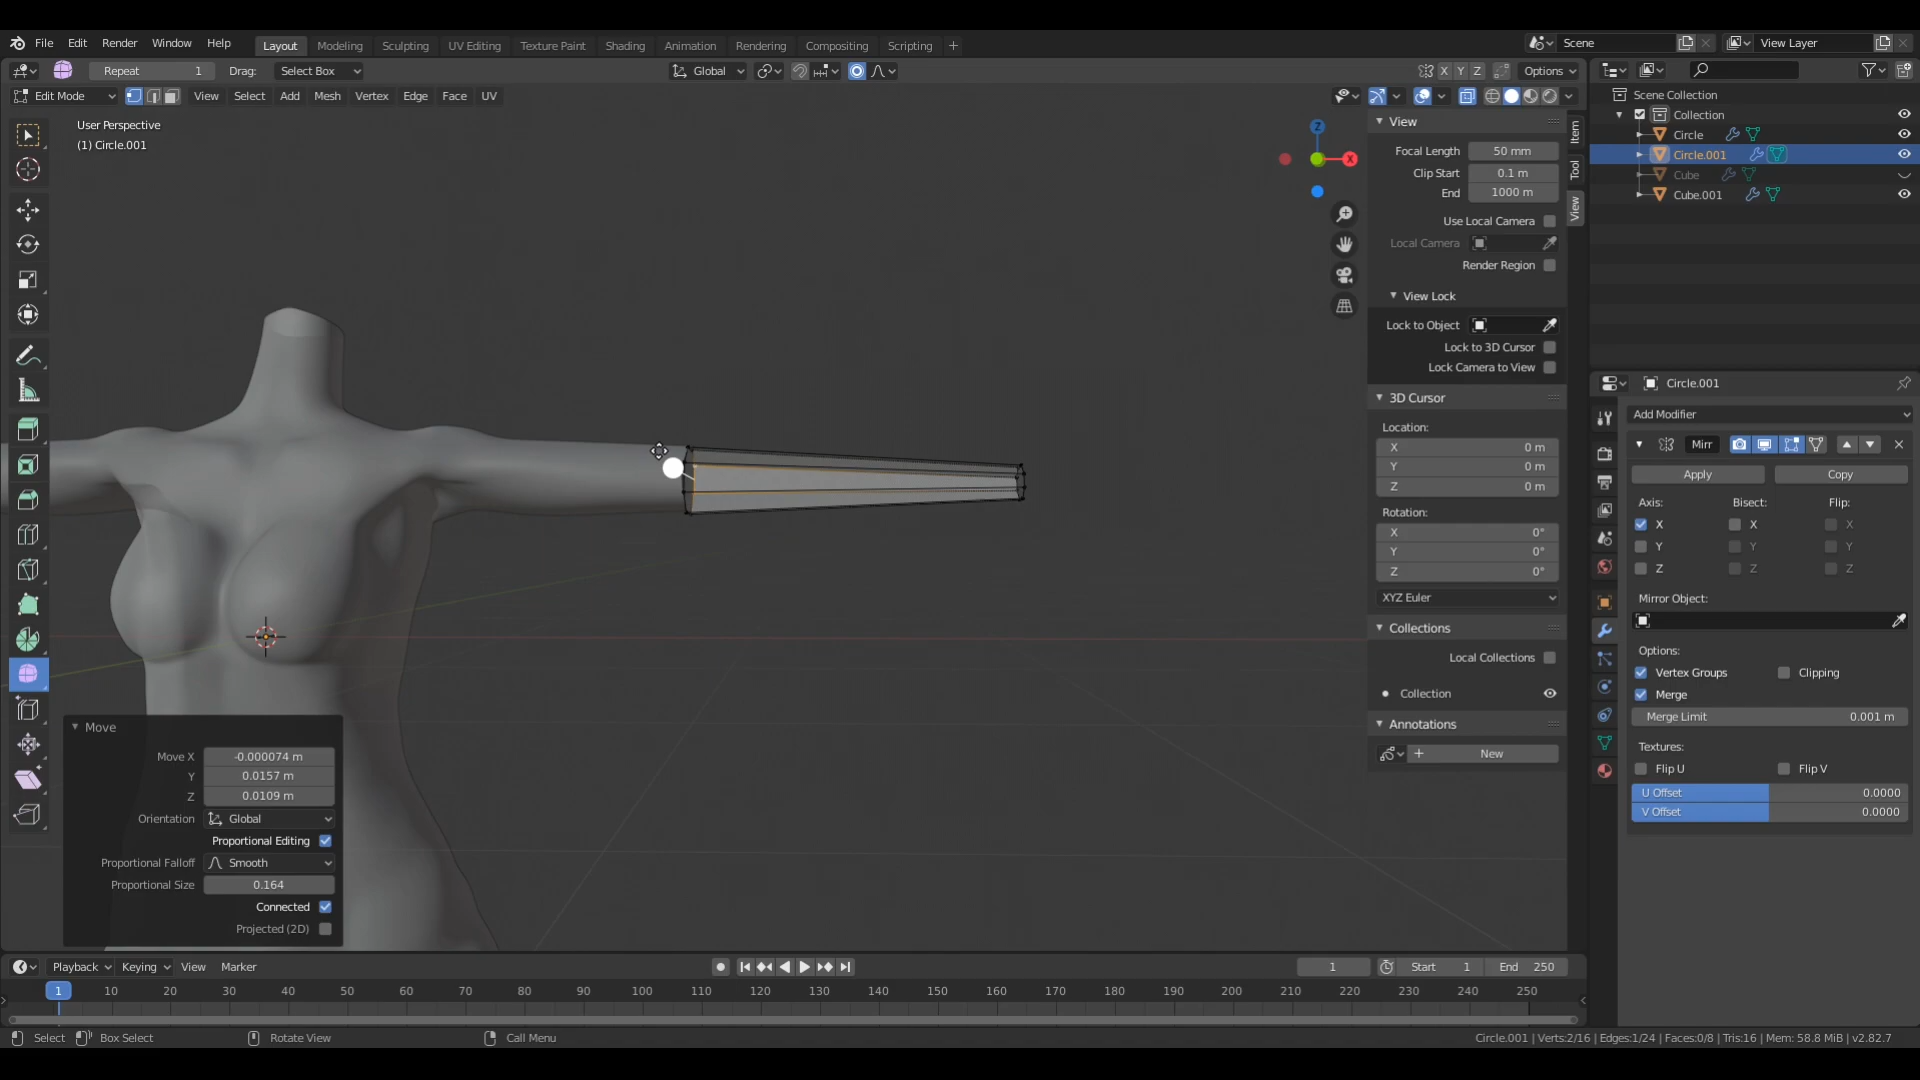 File Edit Render Window Help Layout Modeling Sculpting UV Editing Texture Paint Shading Animation Rendering Compositing Scripting + Scene View Layer
Repeat 1 Drag: Select Box Global X Y Z Options
Edit Mode View Select Add Mesh Vertex Edge Face UV
User Perspective
(1) Circle.001
Z
X
View
Focal Length 50 mm
Clip Start 0.1 m
End 1000 m
Use Local Camera
Local Camera
Render Region
View Lock
Lock to Object
Lock to 3D Cursor
Lock Camera to View
3D Cursor
Location:
X 0 m
Y 0 m
Z 0 m
Rotation:
X 0°
Y 0°
Z 0°
XYZ Euler
Collections
Local Collections
Collection
Annotations
New
Item
Tool
View
Scene Collection
Collection
Circle
Circle.001
Cube
Cube.001
Circle.001
Add Modifier
Mirr
Apply Copy
Axis: Bisect: Flip:
X X X
Y Y Y
Z Z Z
Mirror Object:
Options:
Vertex Groups Clipping
Merge
Merge Limit 0.001 m
Textures:
Flip U Flip V
U Offset 0.0000
V Offset 0.0000
Move
Move X -0.000074 m
Y 0.0157 m
Z 0.0109 m
Orientation Global
Proportional Editing
Proportional Falloff Smooth
Proportional Size 0.164
Connected
Projected (2D)
Playback Keying View Marker 1 Start 1 End 250
1 10 20 30 40 50 60 70 80 90 100 110 120 130 140 150 160 170 180 190 200 210 220 230 240 250
Select Box Select Rotate View Call Menu Circle.001 | Verts:2/16 | Edges:1/24 | Faces:0/8 | Tris:16 | Mem: 58.8 MiB | v2.82.7